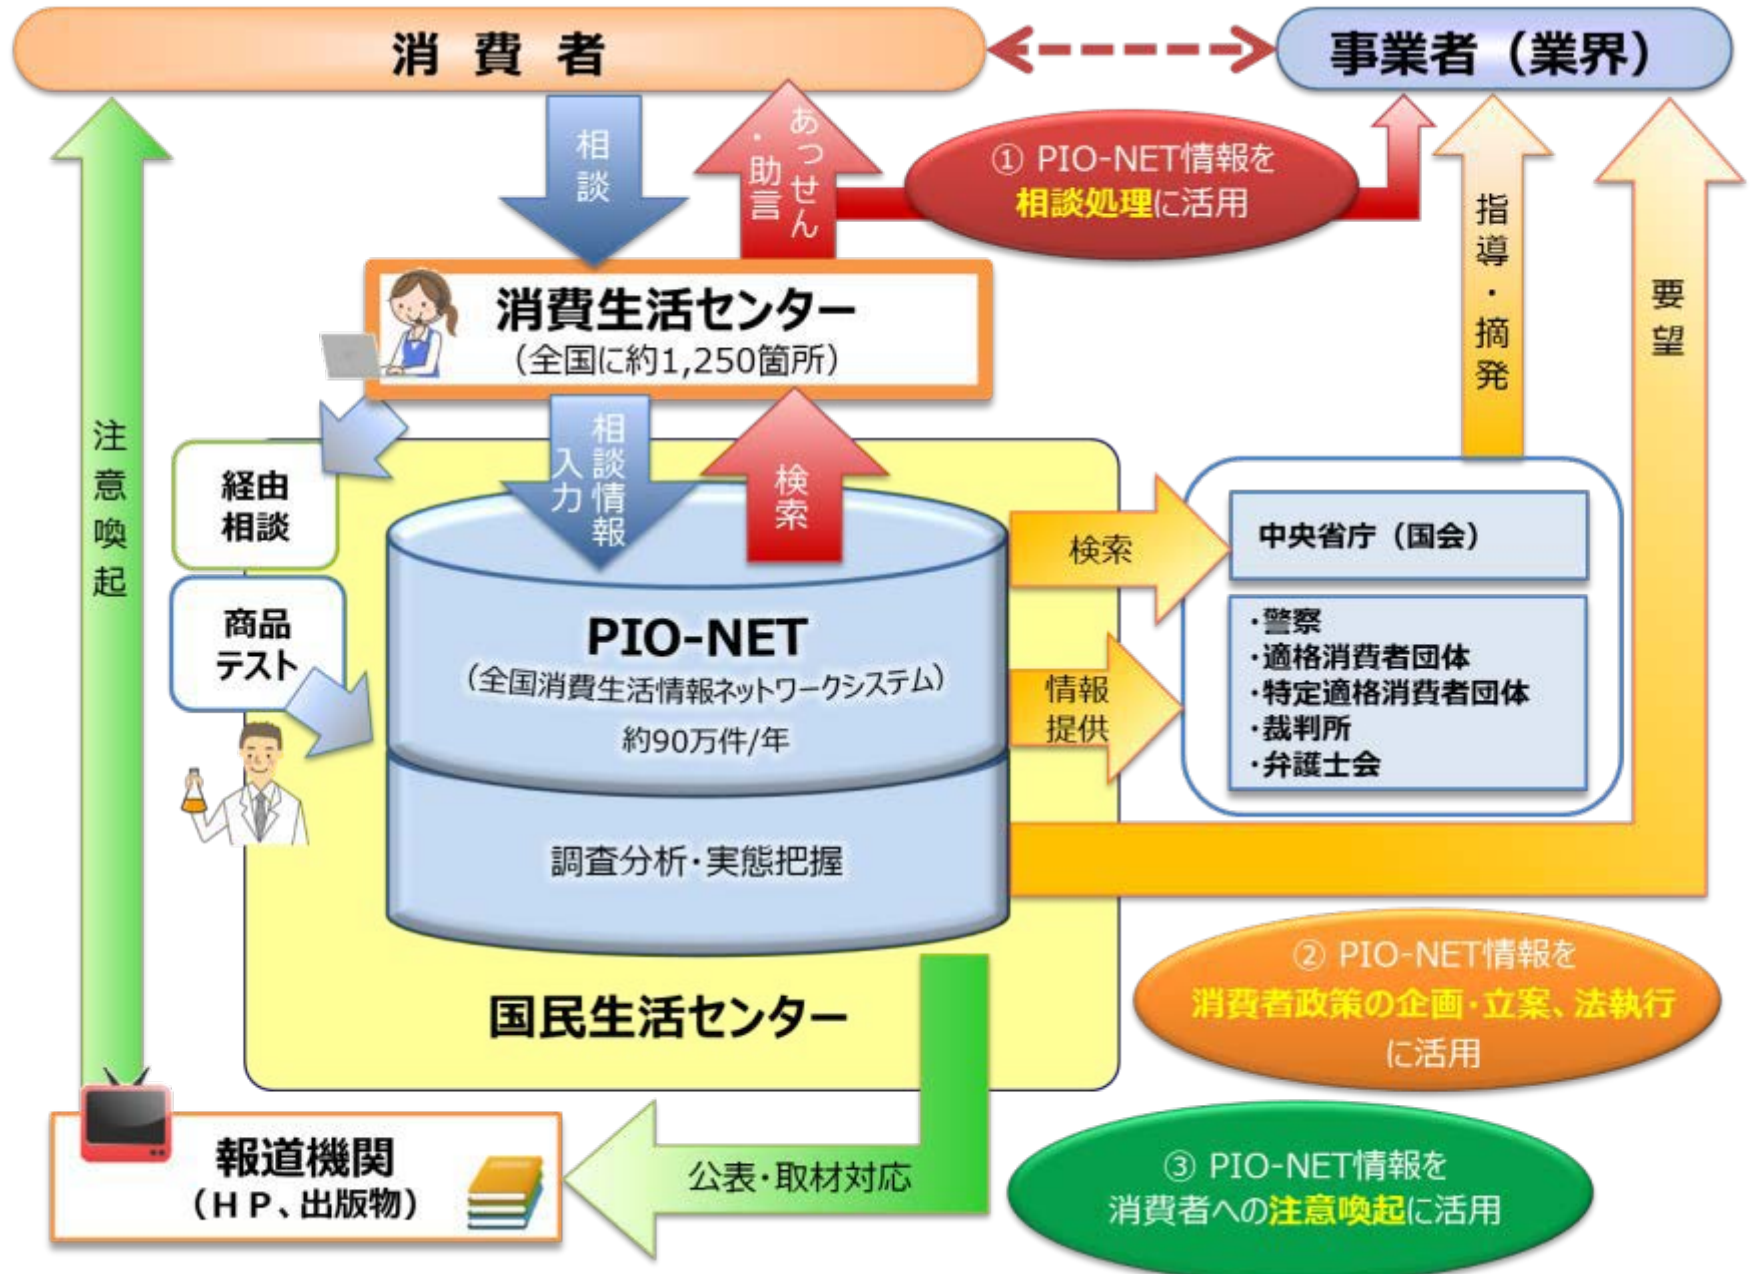 消費者
事業者（業界）
相談
あっせん
・助言
① PIO-NET情報を
相談処理に活用
指導・摘発
要望
消費生活センター
（全国に約1,250箇所）
注意喚起
相談情報
入力
検索
経由
相談
商品
テスト
PIO-NET
（全国消費生活情報ネットワークシステム）
約90万件/年
調査分析・実態把握
国民生活センター
検索
情報
提供
中央省庁（国会）
・警察
・適格消費者団体
・特定適格消費者団体
・裁判所
・弁護士会
② PIO-NET情報を
消費者政策の企画・立案、法執行
に活用
報道機関
（ＨＰ、出版物）
公表・取材対応
③ PIO-NET情報を
消費者への注意喚起に活用